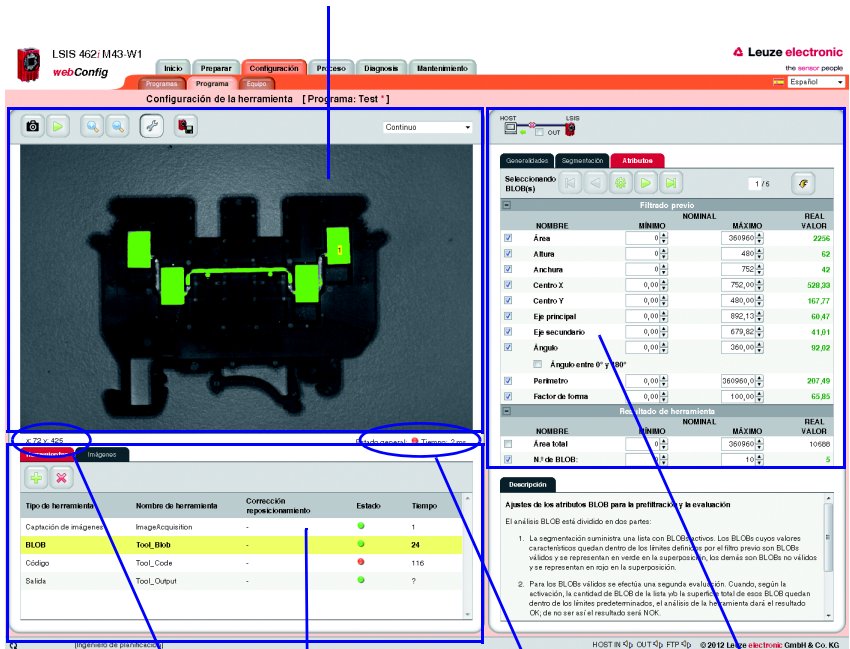 LSIS 462i M43-W1
webConfig
Inicio Preparar Configuración Proceso Diagnosis Mantenimiento
Leuze electronic
the sensor people
Programas Programa Equipo
Español
Configuración de la herramienta [Programa: Test *]
Continuo
HOST LSIS
OUT
Generalidades Segmentación Atributos
Seleccionando
BLOB(s)
1/5
Filtrado previo
NOMINAL REAL
NOMBRE MÍNIMO MÁXIMO VALOR
Área 0 360960 2256
Altura 0 480 62
Anchura 0 752 42
Centro X 0,00 752,00 528,33
Centro Y 0,00 480,00 167,77
Eje principal 0,00 892,13 60,47
Eje secundario 0,00 679,82 41,01
Ángulo 0,00 360,00 92,02
Ángulo entre 0° y 180°
Perímetro 0,00 360960,0 207,49
Factor de forma 0,00 100,00 65,85
Resultado de herramienta
NOMINAL REAL
NOMBRE MÍNIMO MÁXIMO VALOR
Área total 0 360960 10688
N.º de BLOB: 0 10 5
1
x: 72 y: 425
Estado general: Tiempo: 2 ms
Herramientas Imágenes
Tipo de herramienta Nombre de herramienta Corrección reposicionamiento Estado Tiempo
Captación de imágenes ImageAcquisition - 1
BLOB Tool_Blob - 24
Código Tool_Code - 116
Salida Tool_Output - ?
Descripción
Ajustes de los atributos BLOB para la prefiltración y la evaluación
El análisis BLOB está dividido en dos partes:
1. La segmentación suministra una lista con BLOBs activos. Los BLOBs cuyos valores
característicos quedan dentro de los límites definidos por el filtro previo son BLOBs
válidos y se representan en verde en la superposición, los demás son BLOBs no válidos
y se representan en rojo en la superposición.
2. Para los BLOBs válidos se efectúa una segunda evaluación. Cuando, según la
activación, la cantidad de BLOB de la lista y/o la superficie total de esos BLOB quedan
dentro de los límites predeterminados, el análisis de la herramienta dará el resultado
OK; de no ser así el resultado será NOK.
[Ingeniero de planificación]
HOST IN OUT FTP © 2012 Leuze electronic GmbH & Co. KG